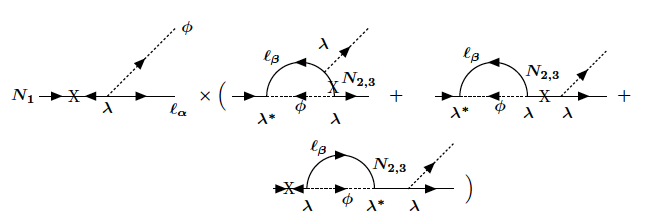 ϕ
N₁ X λ ℓ_α × ( ℓ_β λ X N₂,₃ λ* ϕ λ + ℓ_β N₂,₃ X λ* ϕ λ λ +
X ℓ_β N₂,₃ λ ϕ λ* λ )